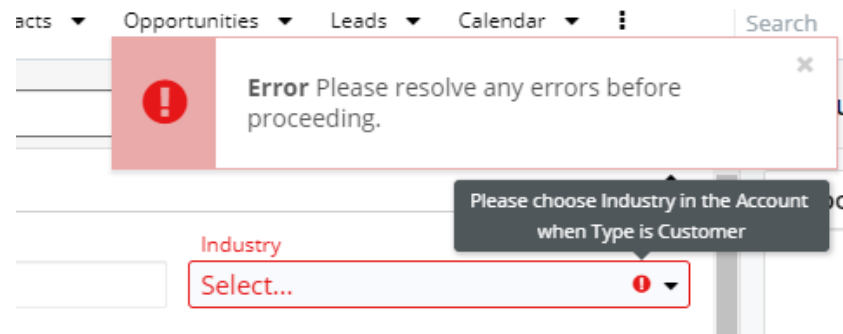 acts Opportunities Leads Calendar Search
Error Please resolve any errors before
proceeding.
Please choose Industry in the Account
when Type is Customer
Industry
Select...